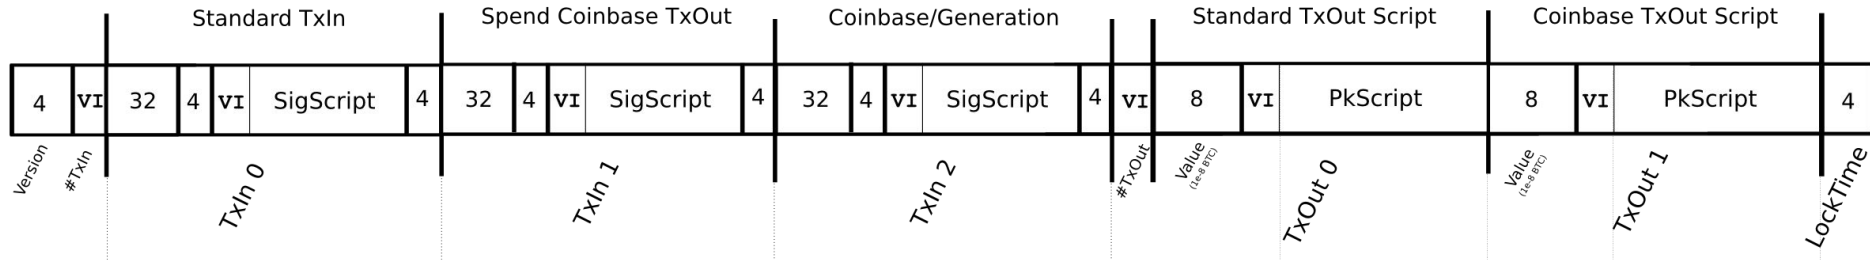 Standard TxIn Spend Coinbase TxOut Coinbase/Generation Standard TxOut Script Coinbase TxOut Script
4 VI 32 4 VI SigScript 4 32 4 VI SigScript 4 32 4 VI SigScript 4 VI 8 VI PkScript 8 VI PkScript 4
Version #TxIn TxIn 0 TxIn 1 TxIn 2 #TxOut Value (1e-8 BTC) TxOut 0 Value (1e-8 BTC) TxOut 1 LockTime